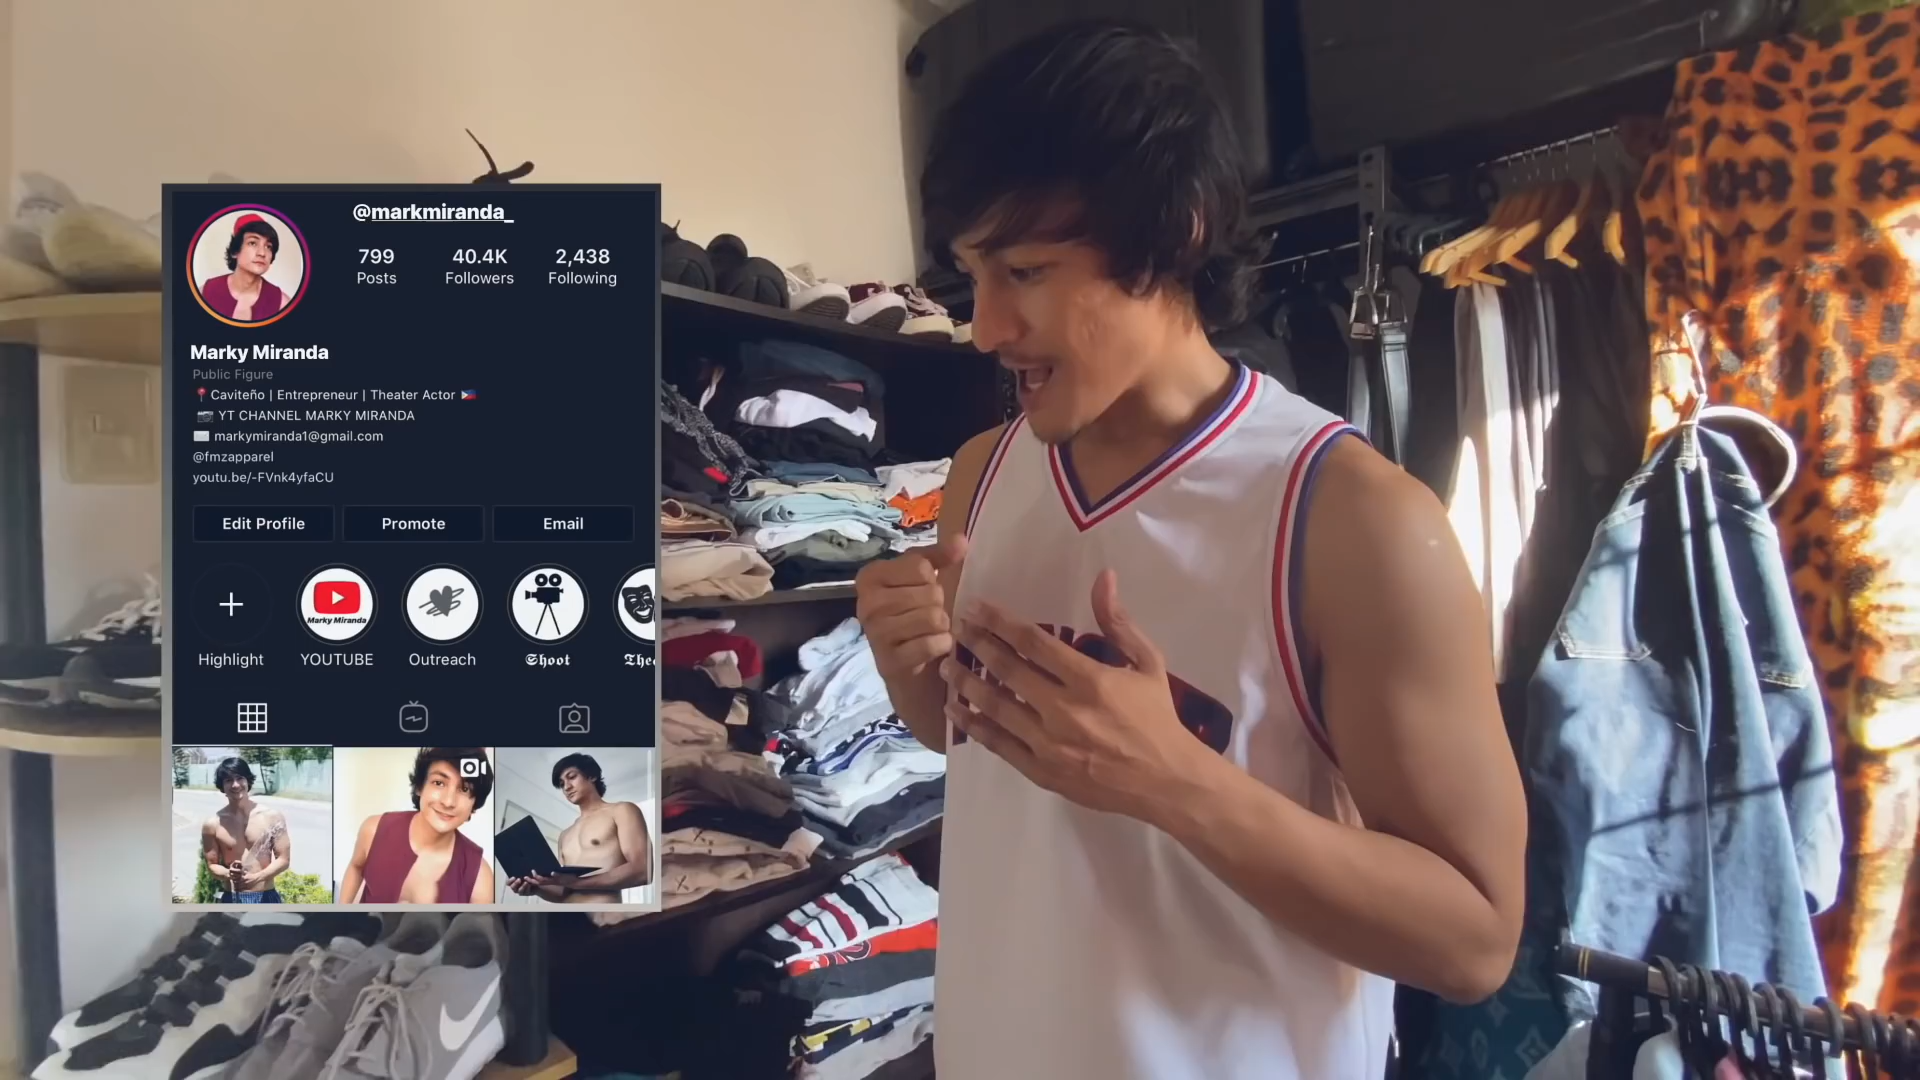 @markmiranda_
799
Posts
40.4K
Followers
2,438
Following
Marky Miranda
Public Figure
Caviteño | Entrepreneur | Theater Actor
YT CHANNEL MARKY MIRANDA
markymiranda1@gmail.com
@fmzapparel
youtu.be/-FVnk4yfaCU
Edit Profile
Promote
Email
Marky Miranda
Highlight
YOUTUBE
Outreach
Shoot
Thea